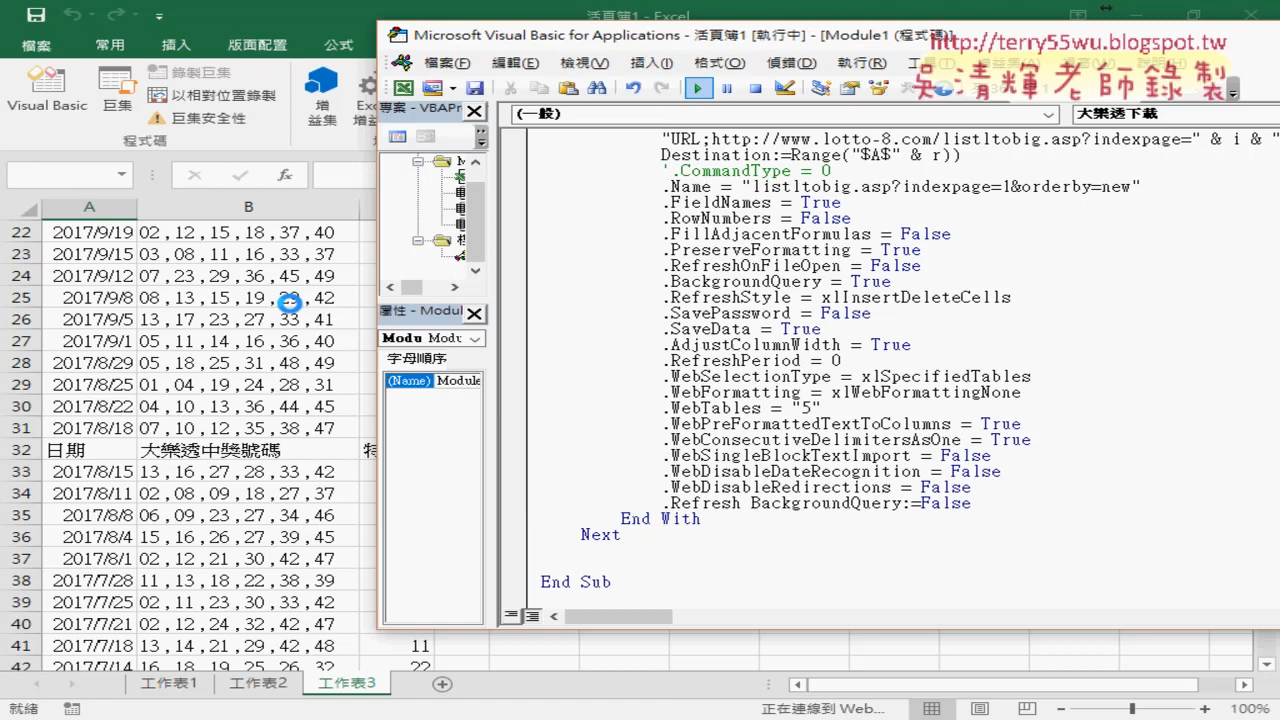 活頁簿1 - Excel
檔案 常用 插入 版面配置 公式
Visual Basic 巨集 錄製巨集 以相對位置錄製 巨集安全性 增益集
程式碼
A B
22 2017/9/19 02,12,15,18,37,40
23 2017/9/15 03,08,11,16,33,37
24 2017/9/12 07,23,29,36,45,49
25 2017/9/8 08,13,15,19, ,42
26 2017/9/5 13,17,23,27,33,41
27 2017/9/1 05,11,14,16,36,40
28 2017/8/29 05,18,25,31,48,49
29 2017/8/25 01,04,19,24,28,31
30 2017/8/22 04,10,13,36,44,45
31 2017/8/18 07,10,12,35,38,47
32 日期 大樂透中獎號碼 特
33 2017/8/15 13,16,27,28,33,42
34 2017/8/11 02,08,09,18,27,37
35 2017/8/8 06,09,23,27,34,46
36 2017/8/4 15,16,26,27,39,45
37 2017/8/1 02,12,21,30,42,47
38 2017/7/28 11,13,18,22,38,39
39 2017/7/25 02,11,23,30,33,42
40 2017/7/21 02,12,24,32,42,47
41 2017/7/18 13,14,21,29,42,48 11
42 2017/7/14 16,18,19,25,26,32 22
工作表1 工作表2 工作表3
就緒 正在連線到 Web... 100%
Microsoft Visual Basic for Applications - 活頁簿1 [執行中] - [Module1 (程式碼)]
http://terry55wu.blogspot.tw
吳清輝老師錄製
檔案(F) 編輯(E) 檢視(V) 插入(I) 格式(O) 偵錯(D) 執行(R)
專案 - VBAPr
(一般) 大樂透下載
屬性 - Modul
Modu Modu
字母順序
(Name) Module
"URL;http://www.lotto-8.com/listltobig.asp?indexpage=" & i & "
Destination:=Range("$A$" & r))
'.CommandType = 0
.Name = "listltobig.asp?indexpage=1&orderby=new"
.FieldNames = True
.RowNumbers = False
.FillAdjacentFormulas = False
.PreserveFormatting = True
.RefreshOnFileOpen = False
.BackgroundQuery = True
.RefreshStyle = xlInsertDeleteCells
.SavePassword = False
.SaveData = True
.AdjustColumnWidth = True
.RefreshPeriod = 0
.WebSelectionType = xlSpecifiedTables
.WebFormatting = xlWebFormattingNone
.WebTables = "5"
.WebPreFormattedTextToColumns = True
.WebConsecutiveDelimitersAsOne = True
.WebSingleBlockTextImport = False
.WebDisableDateRecognition = False
.WebDisableRedirections = False
.Refresh BackgroundQuery:=False
End With
Next
End Sub